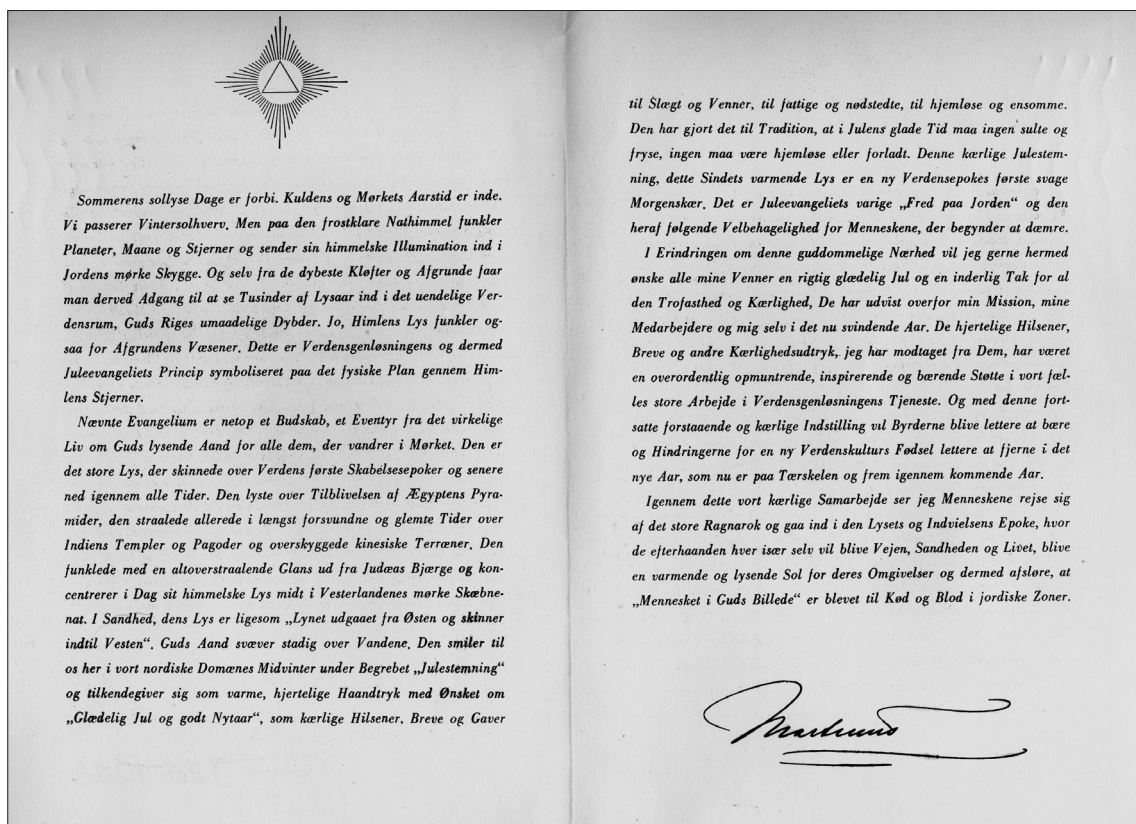 Sommerens sollyse Dage er forbi. Kuldens og Mørkets Aarstid er inde.
Vi passerer Vintersolhverv. Men paa den frostklare Nathimmel funkler
Planeter, Maane og Stjerner og sender sin himmelske Illumination ind i
Jordens mørke Skygge. Og selv fra de dybeste Kløfter og Afgrunde faar
man derved Adgang til at se Tusinder af Lysaar ind i det uendelige Ver-
densrum, Guds Riges umaadelige Dybder. Jo, Himlens Lys funkler og-
saa for Afgrundens Væsener. Dette er Verdensgenløsningens og dermed
Juleevangeliets Princip symboliseret paa det fysiske Plan gennem Him-
lens Stjerner.
Nævnte Evangelium er netop et Budskab, et Eventyr fra det virkelige
Liv om Guds lysende Aand for alle dem, der vandrer i Mørket. Den er
det store Lys, der skinnede over Verdens første Skabelsesepoker og senere
ned igennem alle Tider. Den lyste over Tilblivelsen af Ægyptens Pyra-
mider, den straalede allerede i længst forsvundne og glemte Tider over
Indiens Templer og Pagoder og overskyggede kinesiske Terræner. Den
funklede med en altoverstraalende Glans ud fra Judæas Bjærge og kon-
centrerer i Dag sit himmelske Lys midt i Vesterlandenes mørke Skæbne-
nat. I Sandhed, dens Lys er ligesom „Lynet udgaaet fra Østen og skinner
indtil Vesten“. Guds Aand svæver stadig over Vandene. Den smiler til
os her i vort nordiske Domænes Midvinter under Begrebet „Julestemning“
og tilkendegiver sig som varme, hjertelige Haandtryk med Ønsket om
„Glædelig Jul og godt Nytaar“, som kærlige Hilsener, Breve og Gaver
til Slægt og Venner, til fattige og nødstedte, til hjemløse og ensomme.
Den har gjort det til Tradition, at i Julens glade Tid maa ingen sulte og
fryse, ingen maa være hjemløse eller forladt. Denne kærlige Julestem-
ning, dette Sindets varmende Lys er en ny Verdensepokes første svage
Morgenskær. Det er Juleevangeliets varige „Fred paa Jorden“ og den
heraf følgende Velbehagelighed for Menneskene, der begynder at dæmre.
I Erindringen om denne guddommelige Nærhed vil jeg gerne hermed
ønske alle mine Venner en rigtig glædelig Jul og en inderlig Tak for al
den Trofasthed og Kærlighed, De har udvist overfor min Mission, mine
Medarbejdere og mig selv i det nu svindende Aar. De hjertelige Hilsener,
Breve og andre Kærlighedsudtryk, jeg har modtaget fra Dem, har været
en overordentlig opmuntrende, inspirerende og bærende Støtte i vort fæl-
les store Arbejde i Verdensgenløsningens Tjeneste. Og med denne fort-
satte forstaaende og kærlige Indstilling vil Byrderne blive lettere at bære
og Hindringerne for en ny Verdenskulturs Fødsel lettere at fjerne i det
nye Aar, som nu er paa Tærskelen og frem igennem kommende Aar.
Igennem dette vort kærlige Samarbejde ser jeg Menneskene rejse sig
af det store Ragnarok og gaa ind i den Lysets og Indvielsens Epoke, hvor
de efterhaanden hver især selv vil blive Vejen, Sandheden og Livet, blive
en varmende og lysende Sol for deres Omgivelser og dermed afsløre, at
„Mennesket i Guds Billede“ er blevet til Kød og Blod i jordiske Zoner.
Martinus